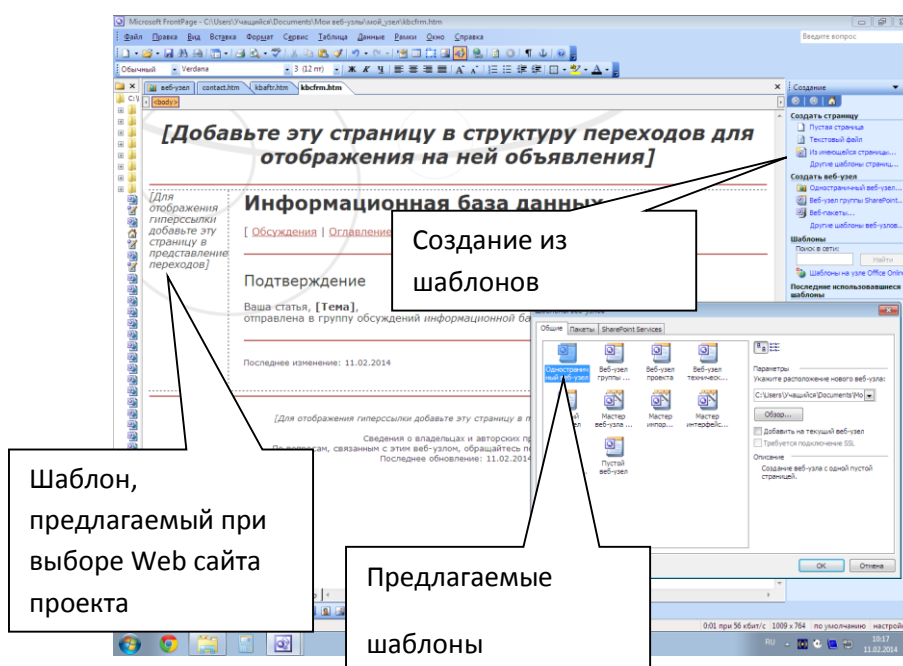 Microsoft FrontPage - C:\Users\Учащийся\Documents\Мои веб-узлы\мой_узел\kbcfrm.htm
Файл Правка Вид Вставка Формат Сервис Таблица Данные Рамки Окно Справка
Введите вопрос
Обычный Verdana 3 (12 пт) Ж К Ч
веб-узел contact.htm kbaftr.htm kbcfrm.htm
<body>
[Добавьте эту страницу в структуру переходов для
отображения на ней объявления]
[Для
отображения
гиперссылки
добавьте эту
страницу в
представление
переходов]
Информационная база данных
[ Обсуждения | Оглавление
Подтверждение
Ваша статья, [Тема],
отправлена в группу обсуждений информационной ба
Последнее изменение: 11.02.2014
[Для отображения гиперссылки добавьте эту страницу в п
Сведения о владельцах и авторских пр
сам, связанным с этим веб-узлом, обращайтесь п
Последнее обновление: 11.02.2014
Создание
Создать страницу
Пустая страница
Текстовый файл
Из имеющейся страницы...
Другие шаблоны страниц...
Создать веб-узел
Одностраничный веб-узел...
Веб-узел группы SharePoint...
Веб-пакеты...
Другие шаблоны веб-узлов...
Шаблоны
Поиск в сети:
Найти
Шаблоны на узле Office Onlin
Последние использовавшиеся
шаблоны
Создание из
шаблонов
Общие Пакеты SharePoint Services
Одностранич
ный веб-узел
Веб-узел
группы ...
Веб-узел
проекта
Веб-узел
техническ...
Мастер
веб-узла ...
Мастер
импор...
Мастер
интерфейс...
Пустой
веб-узел
Параметры
Укажите расположение нового веб-узла:
C:\Users\Учащийся\Documents\Мо
Обзор...
Добавить на текущий веб-узел
Требуется подключение SSL
Описание
Создание веб-узла с одной пустой
страницей.
ОК Отмена
Шаблон,
предлагаемый при
выборе Web сайта
проекта
Предлагаемые
шаблоны
0:01 при 56 кбит/с 1009 x 764 по умолчанию настрой
RU 10:17
11.02.2014